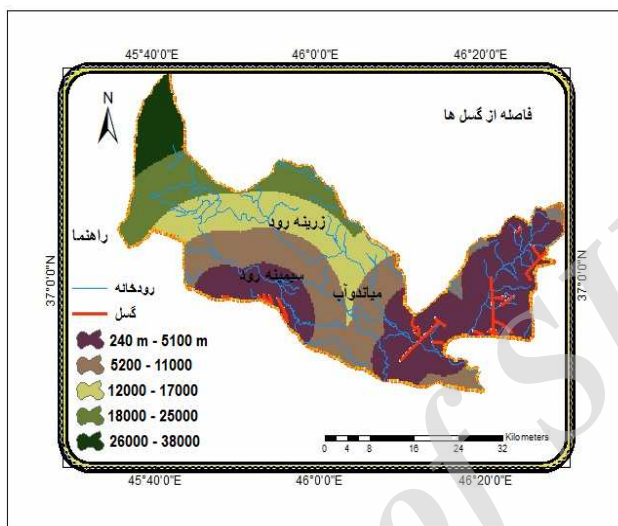 45°40'0"E 46°0'0"E 46°20'0"E
N
فاصله از گسل ها
زرینه رود
راهنما
سیمینه رود
میاندوآب
37°0'0"N
37°0'0"N
رودخانه
گسل
240 m - 5100 m
5200 - 11000
12000 - 17000
18000 - 25000
26000 - 38000
Kilometers
0 4 8 16 24 32
45°40'0"E 46°0'0"E 46°20'0"E
of SI